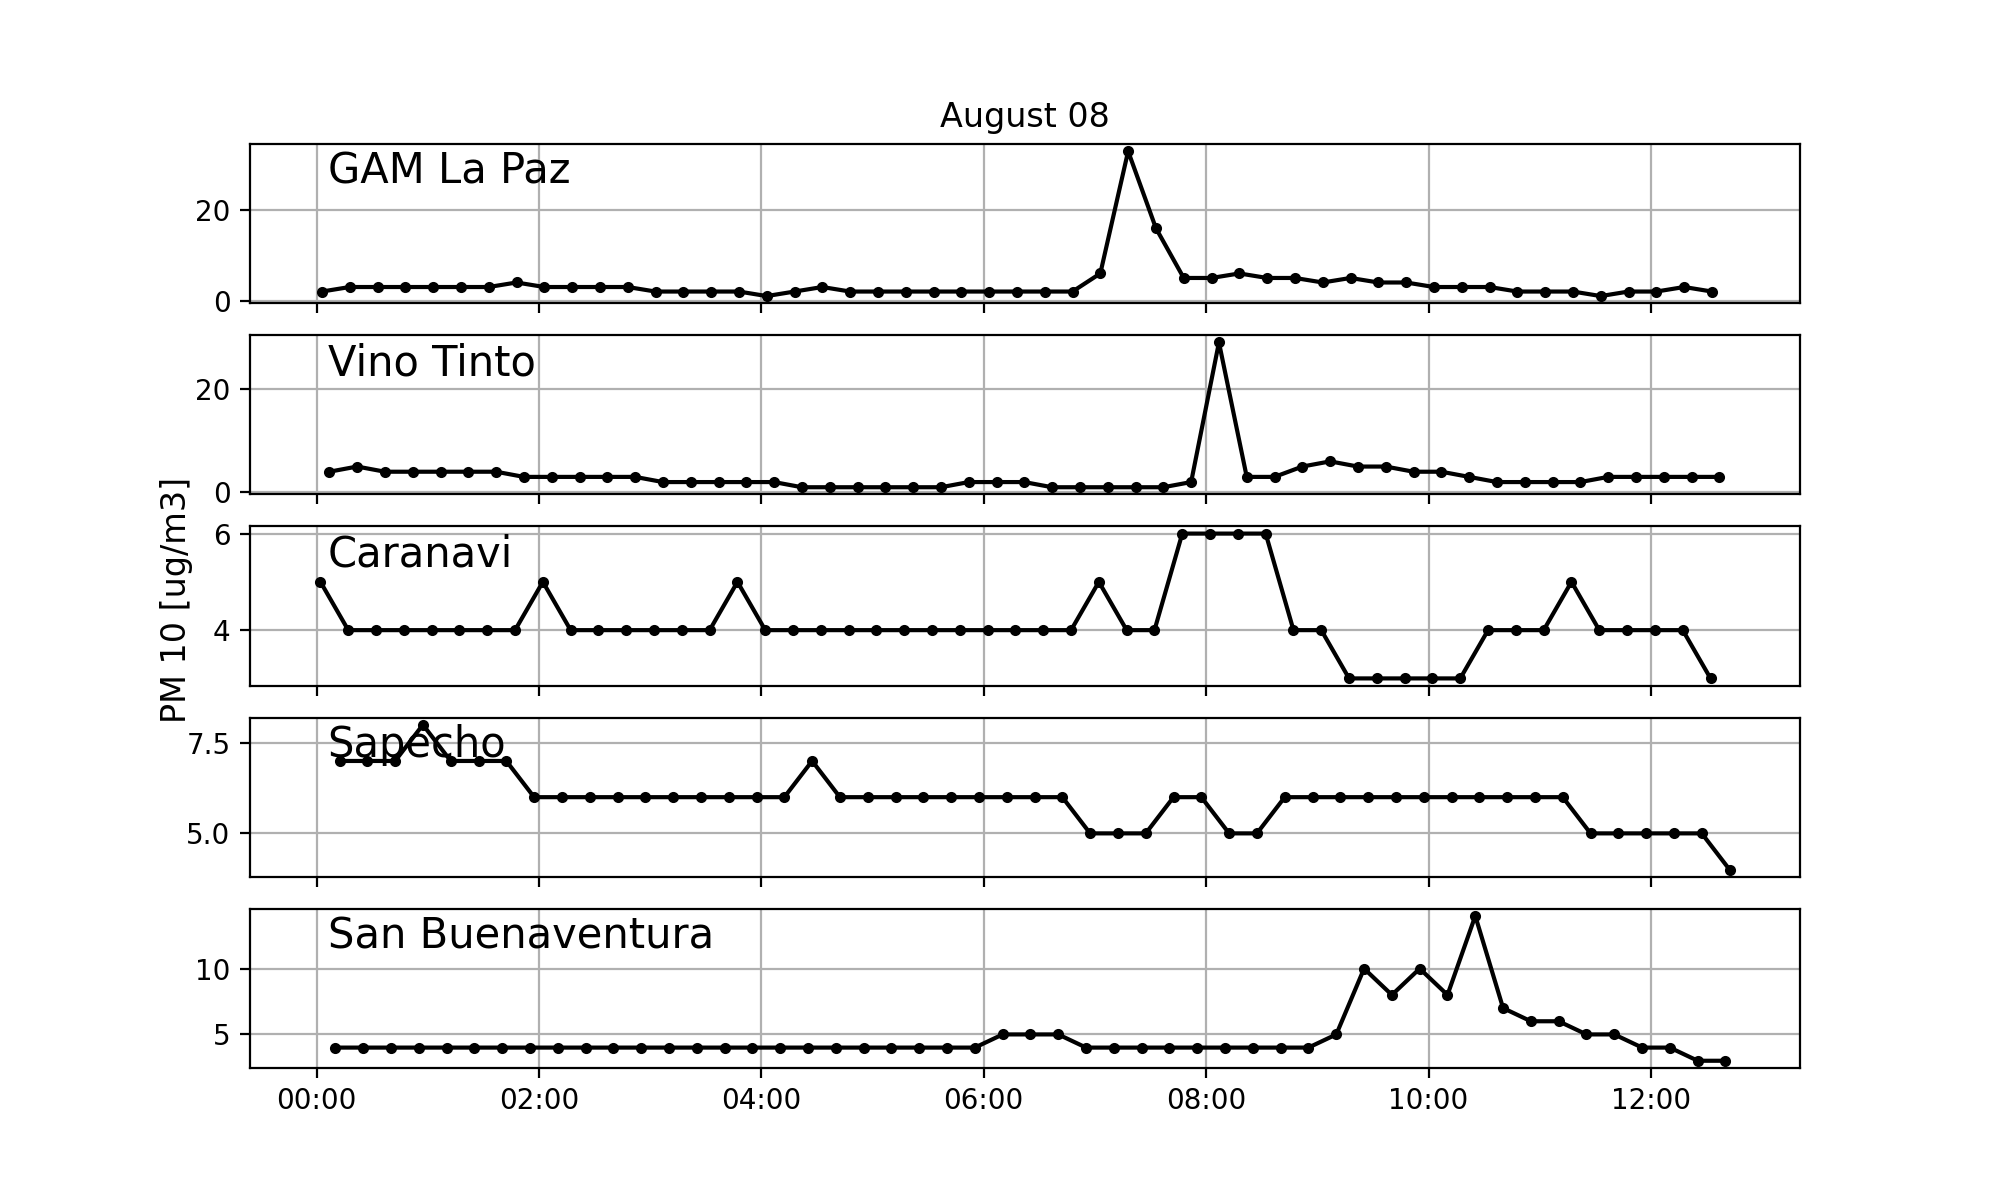 August 08
GAM La Paz
20
0
Vino Tinto
20
0
PM 10 [ug/m3]
Caranavi
6
4
Sapecho
7.5
5.0
San Buenaventura
10
5
00:00 02:00 04:00 06:00 08:00 10:00 12:00